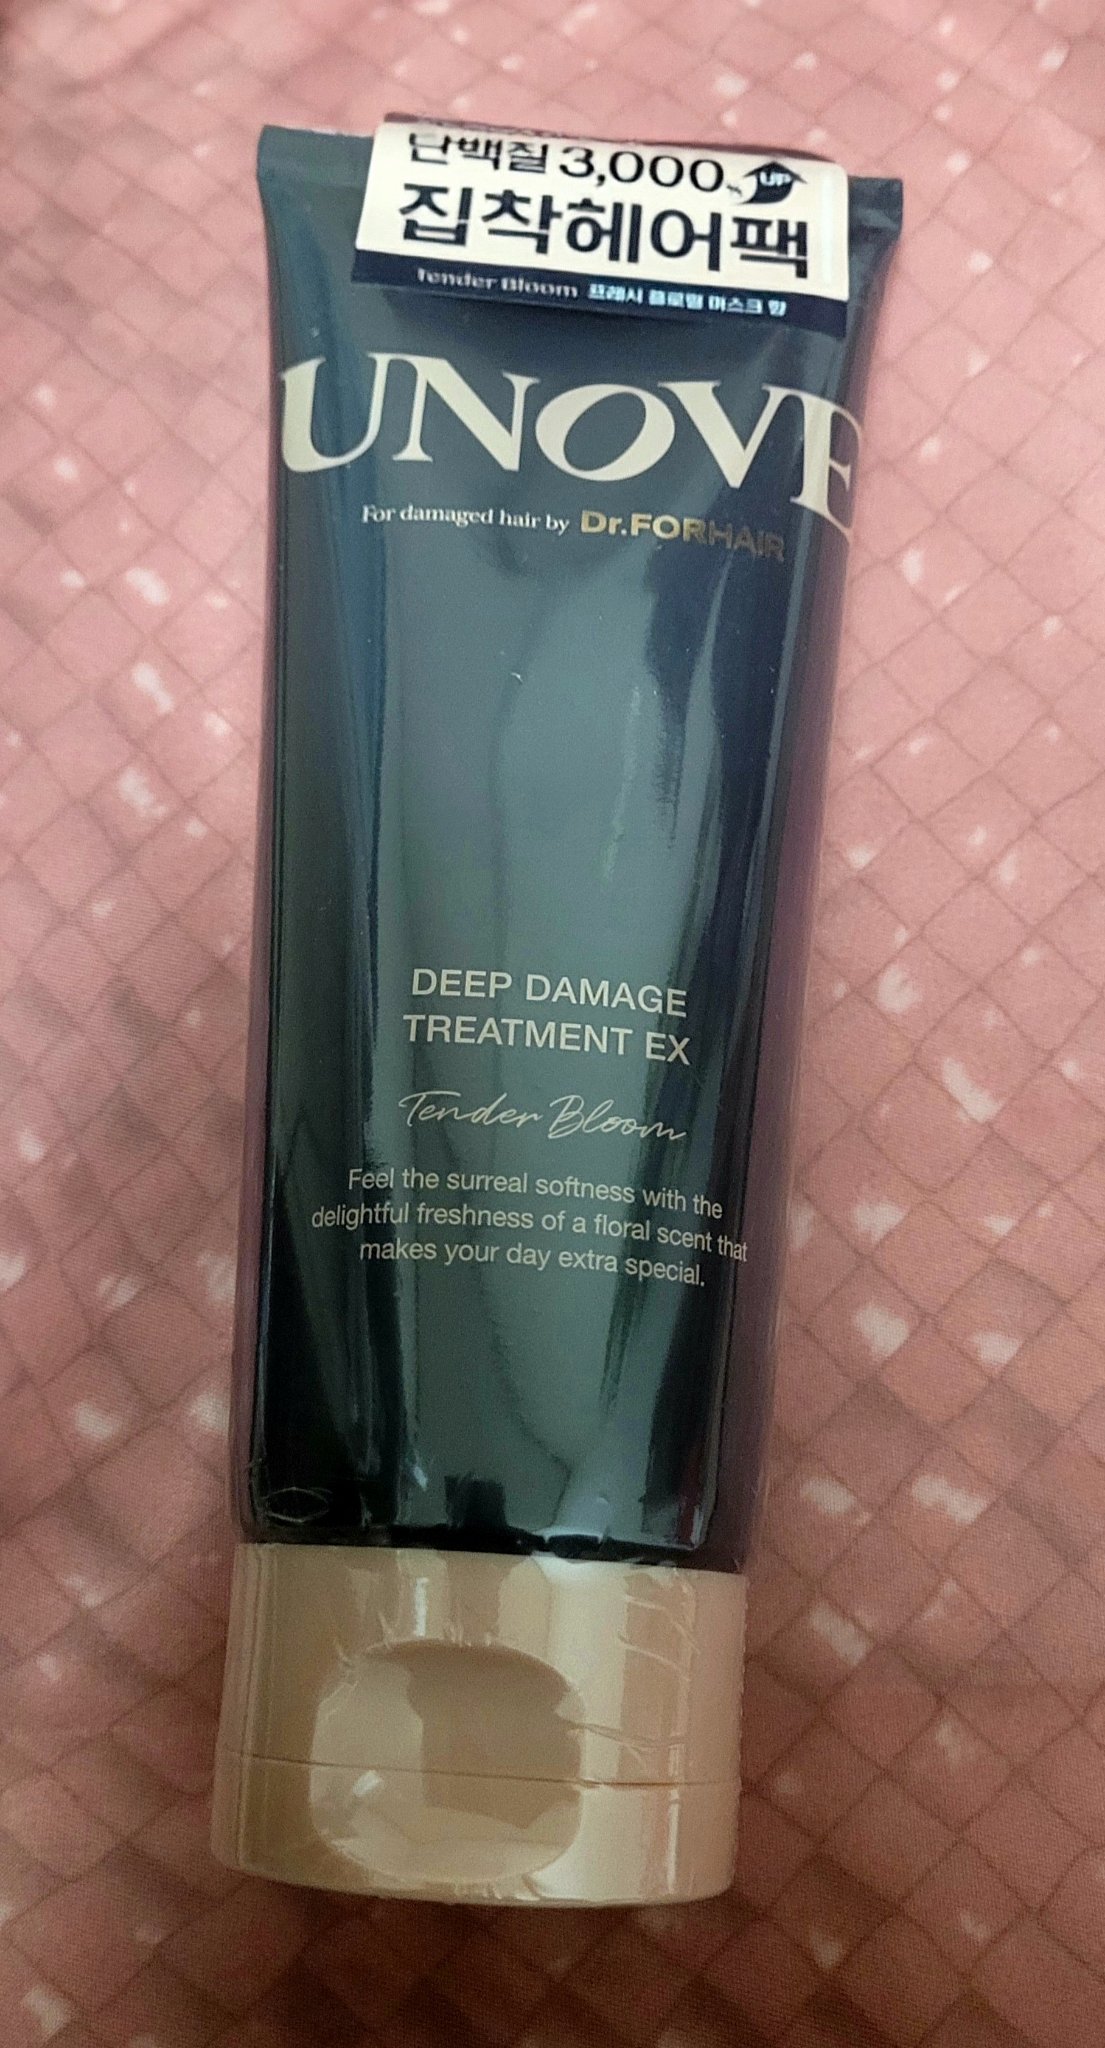 단백질 3,000% UP
집착헤어팩
Tender Bloom 프레시 플로럴 머스크 향
UNOVE
For damaged hair by Dr.FORHAIR
DEEP DAMAGE
TREATMENT EX
Tender Bloom
Feel the surreal softness with the
delightful freshness of a floral scent that
makes your day extra special.